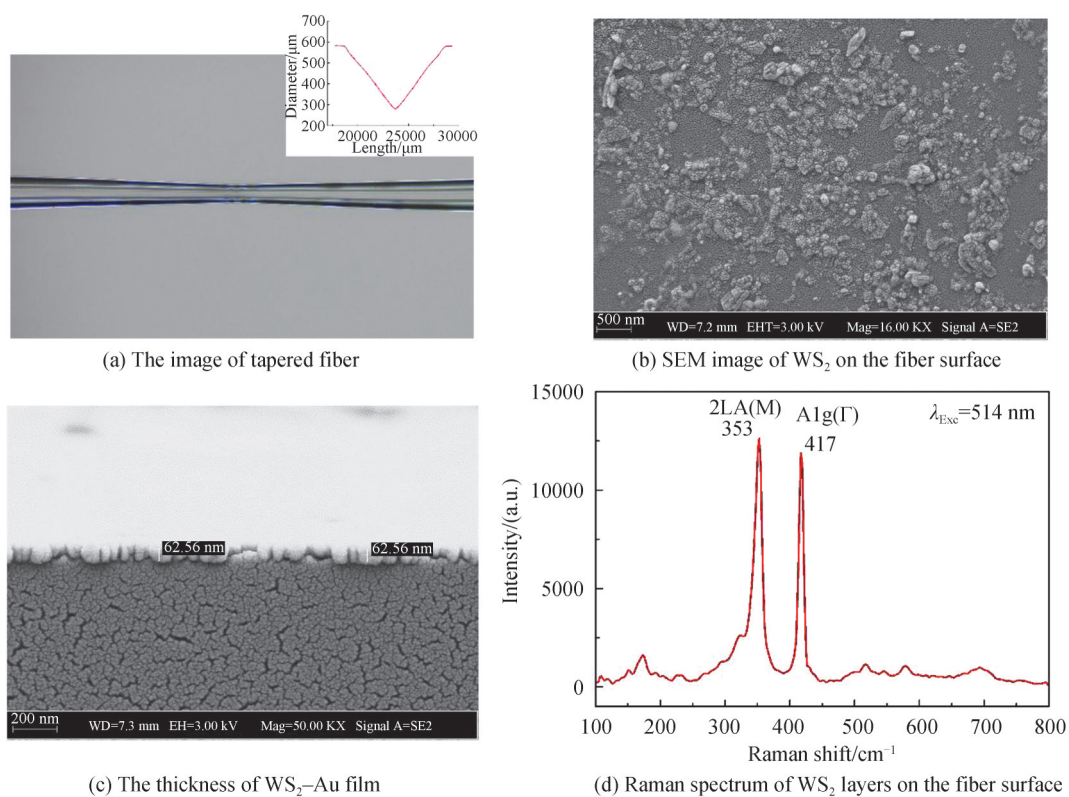 700
600
500
400
300
200
Diameter/μm
20000 25000 30000
Length/μm
(a) The image of tapered fiber
500 nm WD=7.2 mm EHT=3.00 kV Mag=16.00 KX Signal A=SE2
(b) SEM image of WS₂ on the fiber surface
62.56 nm 62.56 nm
200 nm WD=7.3 mm EH=3.00 kV Mag=50.00 KX Signal A=SE2
(c) The thickness of WS₂–Au film
15000
10000
5000
0
Intensity/(a.u.)
2LA(M)
353
A1g(Γ)
417
λExc=514 nm
100 200 300 400 500 600 700 800
Raman shift/cm⁻¹
(d) Raman spectrum of WS₂ layers on the fiber surface